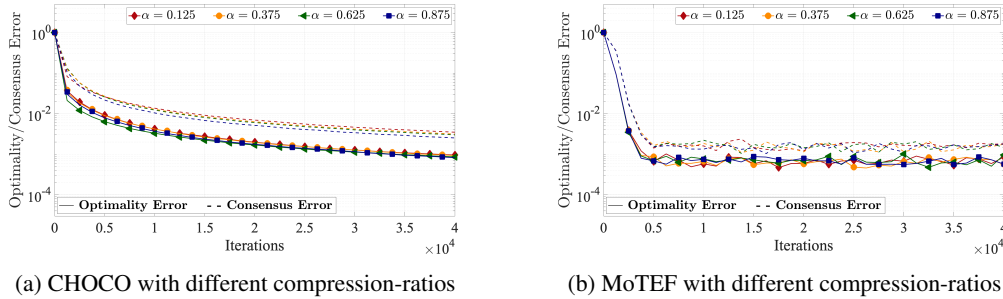 α = 0.125 α = 0.375 α = 0.625 α = 0.875
Optimality/Consensus Error
10^0
10^-2
10^-4
Optimality Error Consensus Error
0 0.5 1 1.5 2 2.5 3 3.5 4
×10^4
Iterations
(a) CHOCO with different compression-ratios
α = 0.125 α = 0.375 α = 0.625 α = 0.875
Optimality/Consensus Error
10^0
10^-2
10^-4
Optimality Error Consensus Error
0 0.5 1 1.5 2 2.5 3 3.5 4
×10^4
Iterations
(b) MoTEF with different compression-ratios